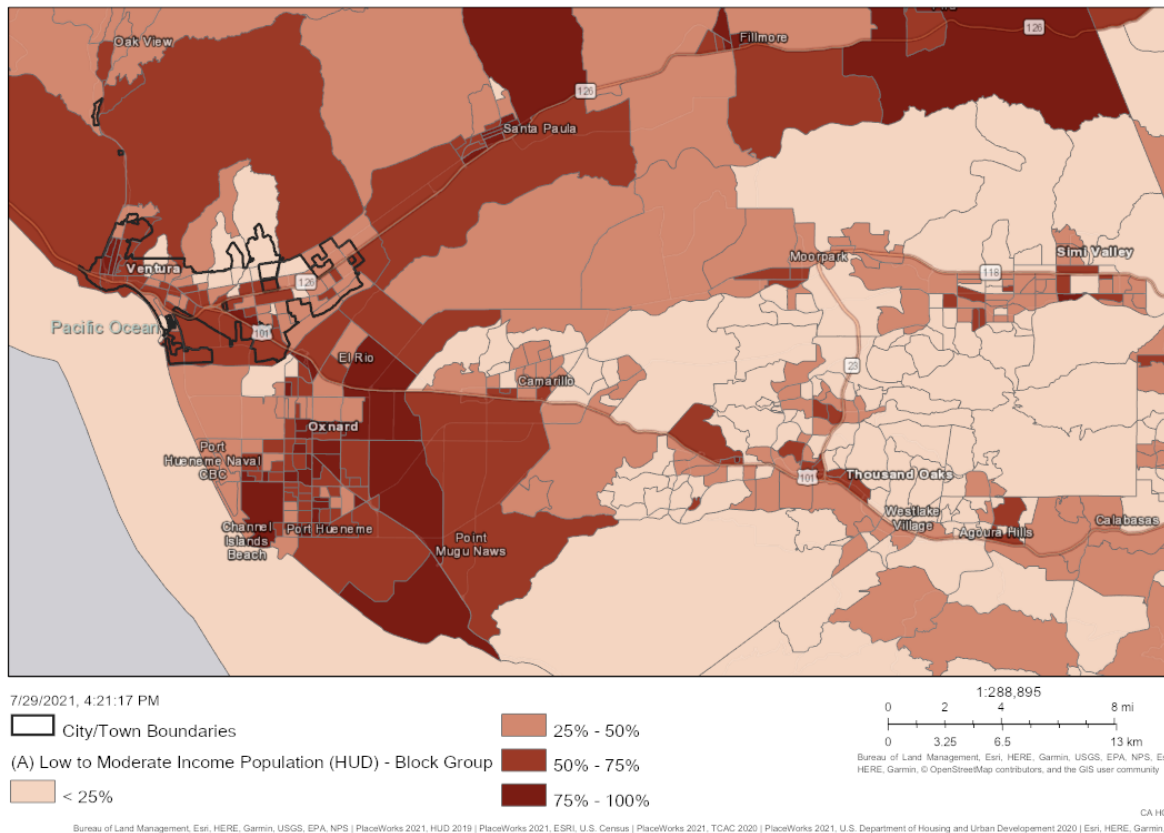 Oak View
Fillmore
126
126
Santa Paula
Ventura
126
Moorpark
Simi Valley
118
Pacific Ocean
101
El Rio
23
Camarillo
Oxnard
Port
Hueneme Naval
CBC
101
Thousand Oaks
Westlake
Village
Calabasas
Channel
Islands
Beach
Port Hueneme
Point
Mugu Naws
Agoura Hills
7/29/2021, 4:21:17 PM
City/Town Boundaries
(A) Low to Moderate Income Population (HUD) - Block Group
< 25%
25% - 50%
50% - 75%
75% - 100%
1:288,895
0 2 4 8 mi
0 3.25 6.5 13 km
Bureau of Land Management, Esri, HERE, Garmin, USGS, EPA, NPS, Es
HERE, Garmin, © OpenStreetMap contributors, and the GIS user community
CA HC
Bureau of Land Management, Esri, HERE, Garmin, USGS, EPA, NPS | PlaceWorks 2021, HUD 2019 | PlaceWorks 2021, ESRI, U.S. Census | PlaceWorks 2021, TCAC 2020 | PlaceWorks 2021, U.S. Department of Housing and Urban Developement 2020 | Esri, HERE, Garmin,